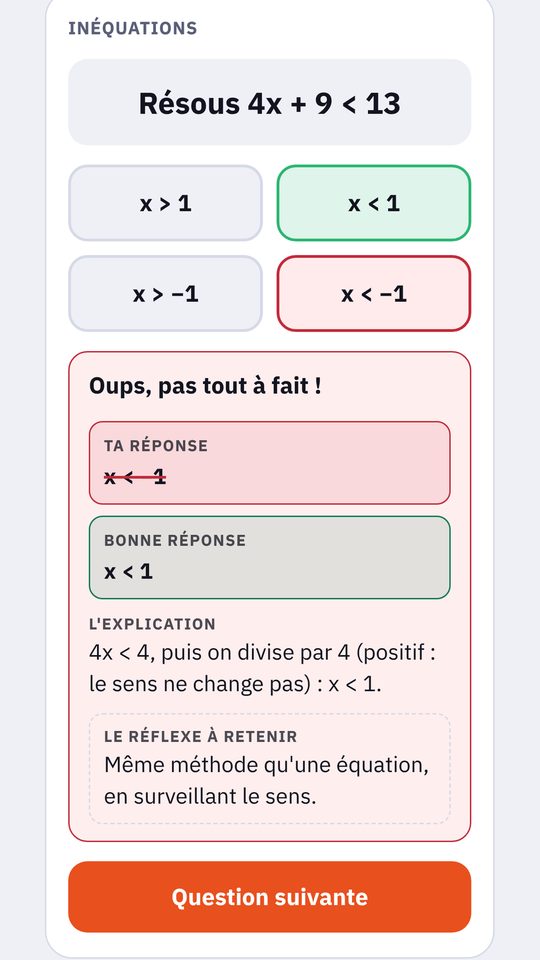 INÉQUATIONS
Résous 4x + 9 < 13
x > 1
x < 1
x > −1
x < −1
Oups, pas tout à fait !
TA RÉPONSE
x < −1
BONNE RÉPONSE
x < 1
L'EXPLICATION
4x < 4, puis on divise par 4 (positif :
le sens ne change pas) : x < 1.
LE RÉFLEXE À RETENIR
Même méthode qu'une équation,
en surveillant le sens.
Question suivante